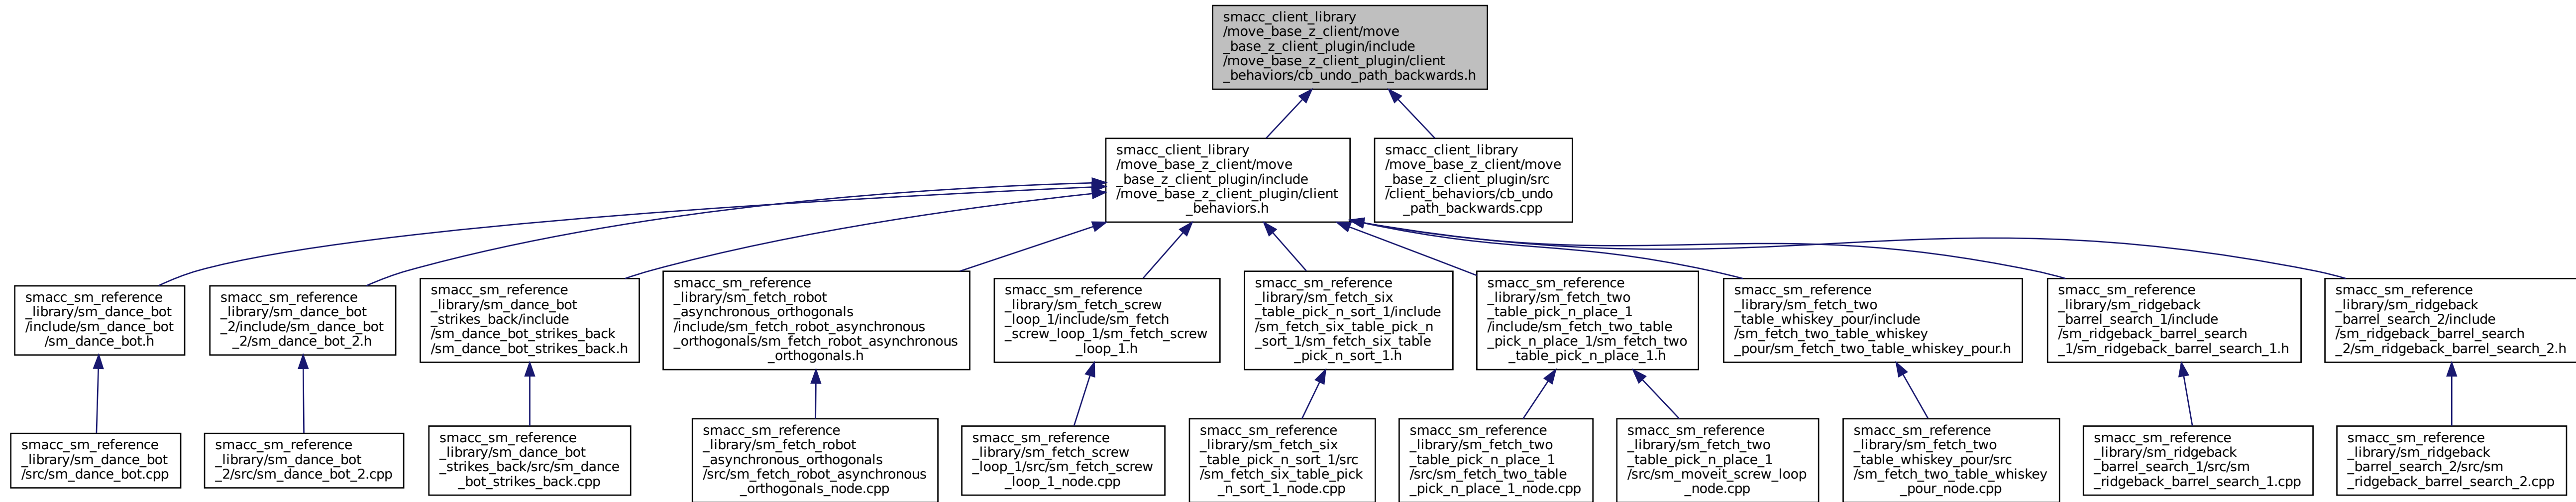 smacc_client_library
/move_base_z_client/move
_base_z_client_plugin/include
/move_base_z_client_plugin/client
_behaviors/cb_undo_path_backwards.h
smacc_client_library
/move_base_z_client/move
_base_z_client_plugin/include
/move_base_z_client_plugin/client
_behaviors.h
smacc_client_library
/move_base_z_client/move
_base_z_client_plugin/src
/client_behaviors/cb_undo
_path_backwards.cpp
smacc_sm_reference
_library/sm_dance_bot
/include/sm_dance_bot
/sm_dance_bot.h
smacc_sm_reference
_library/sm_dance_bot
_2/include/sm_dance_bot
_2/sm_dance_bot_2.h
smacc_sm_reference
_library/sm_dance_bot
_strikes_back/include
/sm_dance_bot_strikes_back
/sm_dance_bot_strikes_back.h
smacc_sm_reference
_library/sm_fetch_robot
_asynchronous_orthogonals
/include/sm_fetch_robot_asynchronous
_orthogonals/sm_fetch_robot_asynchronous
_orthogonals.h
smacc_sm_reference
_library/sm_fetch_screw
_loop_1/include/sm_fetch
_screw_loop_1/sm_fetch_screw
_loop_1.h
smacc_sm_reference
_library/sm_fetch_six
_table_pick_n_sort_1/include
/sm_fetch_six_table_pick_n
_sort_1/sm_fetch_six_table
_pick_n_sort_1.h
smacc_sm_reference
_library/sm_fetch_two
_table_pick_n_place_1
/include/sm_fetch_two_table
_pick_n_place_1/sm_fetch_two
_table_pick_n_place_1.h
smacc_sm_reference
_library/sm_fetch_two
_table_whiskey_pour/include
/sm_fetch_two_table_whiskey
_pour/sm_fetch_two_table_whiskey_pour.h
smacc_sm_reference
_library/sm_ridgeback
_barrel_search_1/include
/sm_ridgeback_barrel_search
_1/sm_ridgeback_barrel_search_1.h
smacc_sm_reference
_library/sm_ridgeback
_barrel_search_2/include
/sm_ridgeback_barrel_search
_2/sm_ridgeback_barrel_search_2.h
smacc_sm_reference
_library/sm_dance_bot
/src/sm_dance_bot.cpp
smacc_sm_reference
_library/sm_dance_bot
_2/src/sm_dance_bot_2.cpp
smacc_sm_reference
_library/sm_dance_bot
_strikes_back/src/sm_dance
_bot_strikes_back.cpp
smacc_sm_reference
_library/sm_fetch_robot
_asynchronous_orthogonals
/src/sm_fetch_robot_asynchronous
_orthogonals_node.cpp
smacc_sm_reference
_library/sm_fetch_screw
_loop_1/src/sm_fetch_screw
_loop_1_node.cpp
smacc_sm_reference
_library/sm_fetch_six
_table_pick_n_sort_1/src
/sm_fetch_six_table_pick
_n_sort_1_node.cpp
smacc_sm_reference
_library/sm_fetch_two
_table_pick_n_place_1
/src/sm_fetch_two_table
_pick_n_place_1_node.cpp
smacc_sm_reference
_library/sm_fetch_two
_table_pick_n_place_1
/src/sm_moveit_screw_loop
_node.cpp
smacc_sm_reference
_library/sm_fetch_two
_table_whiskey_pour/src
/sm_fetch_two_table_whiskey
_pour_node.cpp
smacc_sm_reference
_library/sm_ridgeback
_barrel_search_1/src/sm
_ridgeback_barrel_search_1.cpp
smacc_sm_reference
_library/sm_ridgeback
_barrel_search_2/src/sm
_ridgeback_barrel_search_2.cpp